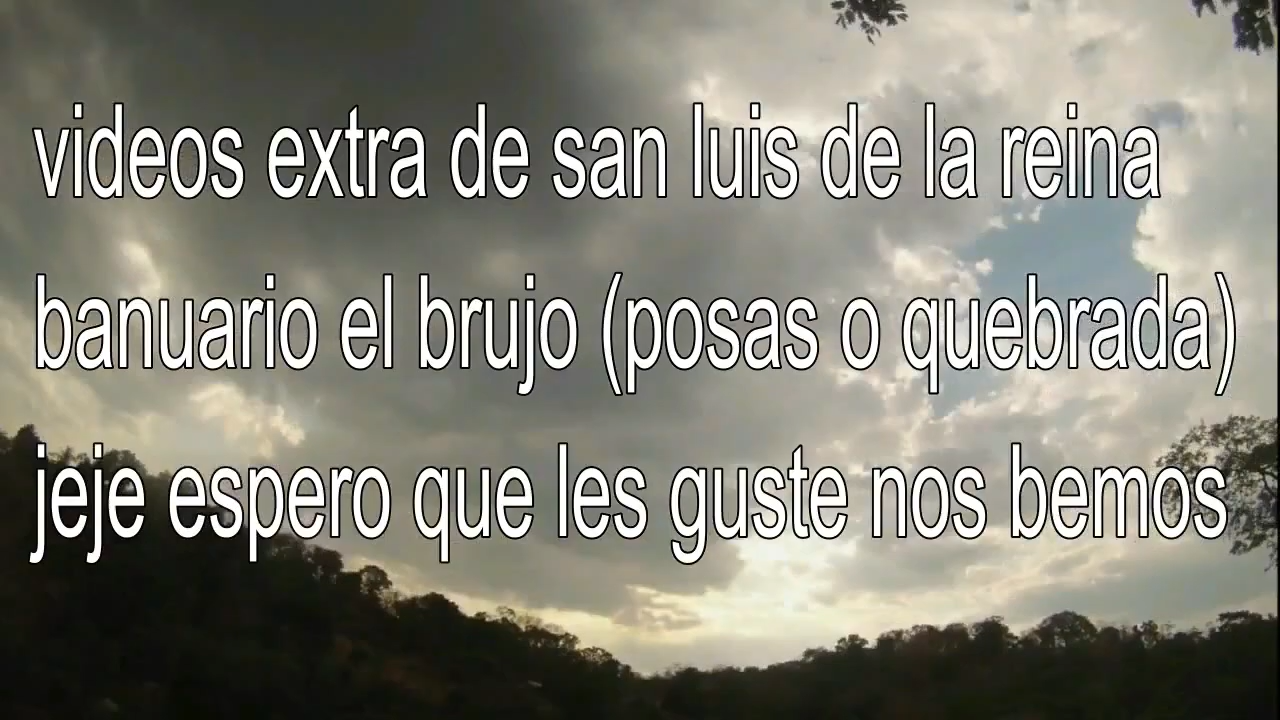 videos extra de san luis de la reina
banuario el brujo (posas o quebrada)
jeje espero que les guste nos bemos